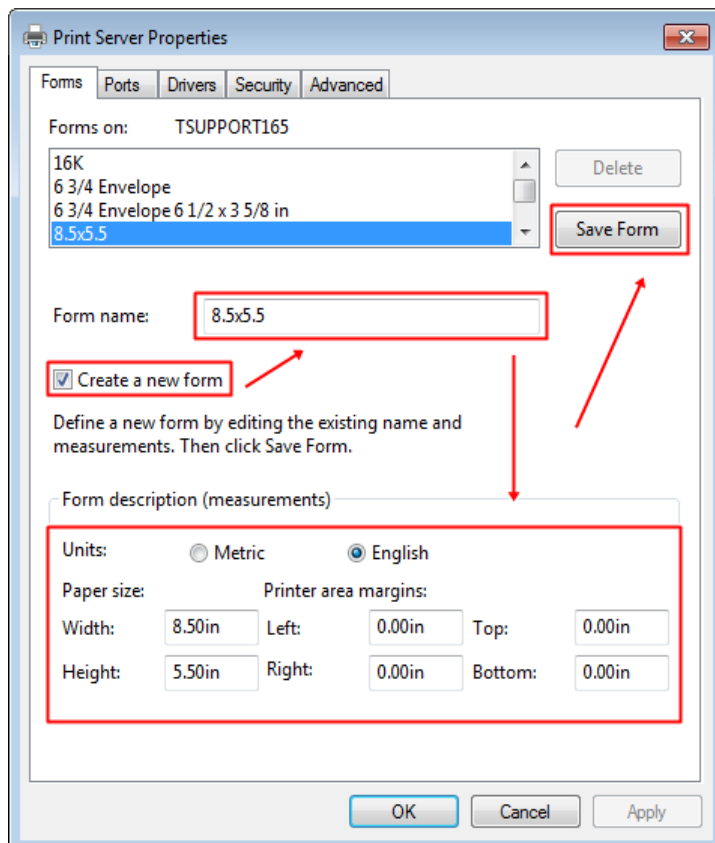 Print Server Properties
Forms Ports Drivers Security Advanced
Forms on: TSUPPORT165
16K
6 3/4 Envelope
6 3/4 Envelope 6 1/2 x 3 5/8 in
8.5x5.5
Delete
Save Form
Form name: 8.5x5.5
Create a new form
Define a new form by editing the existing name and
measurements. Then click Save Form.
Form description (measurements)
Units: Metric English
Paper size: Printer area margins:
Width: 8.50in Left: 0.00in Top: 0.00in
Height: 5.50in Right: 0.00in Bottom: 0.00in
OK Cancel Apply